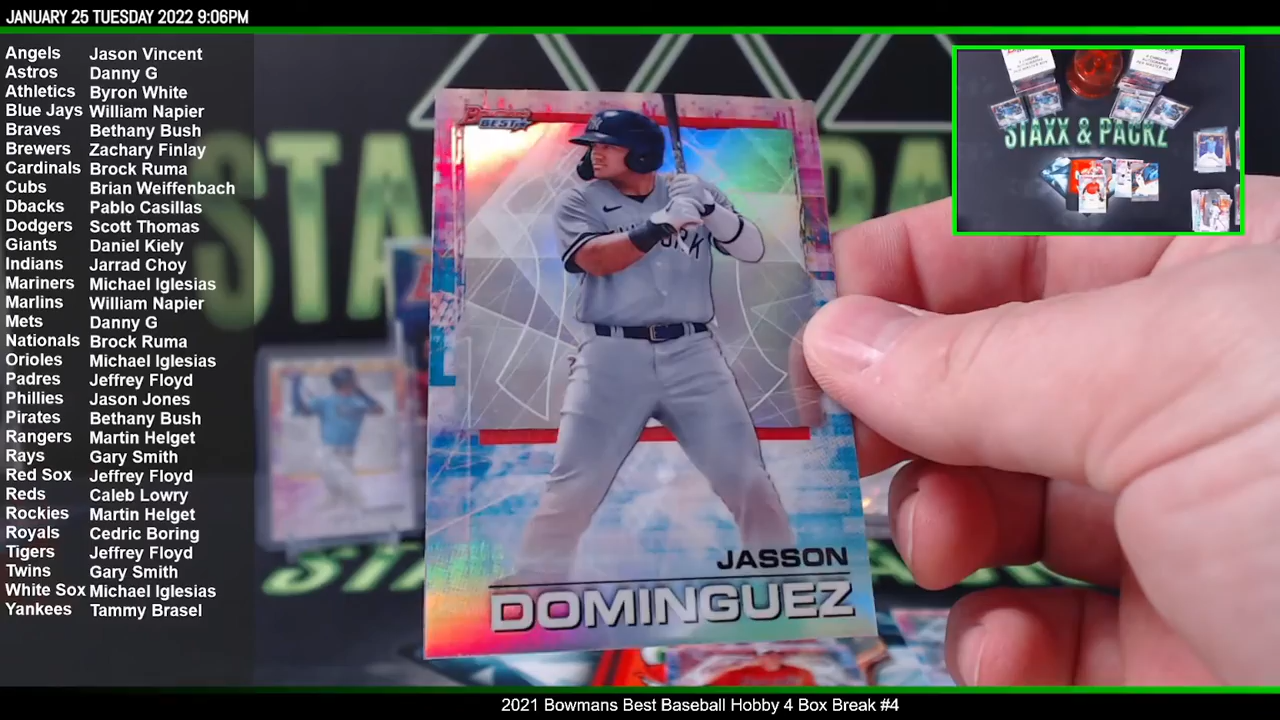 JANUARY 25 TUESDAY 2022 9:06PM
Angels Jason Vincent
Astros Danny G
Athletics Byron White
Blue Jays William Napier
Braves Bethany Bush
Brewers Zachary Finlay
Cardinals Brock Ruma
Cubs Brian Weiffenbach
Dbacks Pablo Casillas
Dodgers Scott Thomas
Giants Daniel Kiely
Indians Jarrad Choy
Mariners Michael Iglesias
Marlins William Napier
Mets Danny G
Nationals Brock Ruma
Orioles Michael Iglesias
Padres Jeffrey Floyd
Phillies Jason Jones
Pirates Bethany Bush
Rangers Martin Helget
Rays Gary Smith
Red Sox Jeffrey Floyd
Reds Caleb Lowry
Rockies Martin Helget
Royals Cedric Boring
Tigers Jeffrey Floyd
Twins Gary Smith
White Sox Michael Iglesias
Yankees Tammy Brasel
BEST
JASSON
DOMINGUEZ
STAXX & PACKZ
2021 Bowmans Best Baseball Hobby 4 Box Break #4